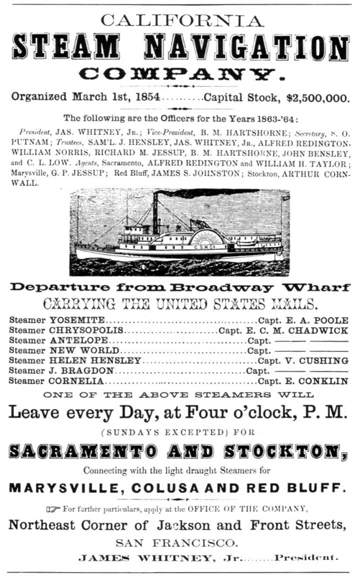 CALIFORNIA
STEAM NAVIGATION
COMPANY.
Organized March 1st, 1854..........Capital Stock, $2,500,000.
The following are the Officers for the Years 1863-'64:
President, JAS. WHITNEY, Jr.; Vice-President, B. M. HARTSHORNE; Secretary, S. O.
PUTNAM; Trustees, SAM'L J. HENSLEY, JAS. WHITNEY, Jr., ALFRED REDINGTON,
WILLIAM NORRIS, RICHARD M. JESSUP, B. M. HARTSHORNE, JOHN BENSLEY,
and C. L. LOW. Agents, Sacramento, ALFRED REDINGTON and WILLIAM H. TAYLOR;
Marysville, G. P. JESSUP; Red Bluff, JAMES S. JOHNSTON; Stockton, ARTHUR CORN-
WALL.
Departure from Broadway Wharf
CARRYING THE UNITED STATES MAILS.
Steamer YOSEMITE..............................Capt. E. A. POOLE
Steamer CHRYSOPOLIS....................Capt. E. C. M. CHADWICK
Steamer ANTELOPE..............................Capt. —— ——
Steamer NEW WORLD...........................Capt. —— ——
Steamer HELEN HENSLEY.....................Capt. V. CUSHING
Steamer J. BRAGDON............................Capt. —— ——
Steamer CORNELIA..............................Capt. E. CONKLIN
ONE OF THE ABOVE STEAMERS WILL
Leave every Day, at Four o'clock, P. M.
(SUNDAYS EXCEPTED) FOR
SACRAMENTO AND STOCKTON,
Connecting with the light draught Steamers for
MARYSVILLE, COLUSA AND RED BLUFF.
☞ For further particulars, apply at the OFFICE OF THE COMPANY,
Northeast Corner of Jackson and Front Streets,
SAN FRANCISCO.
JAMES WHITNEY, Jr......President.